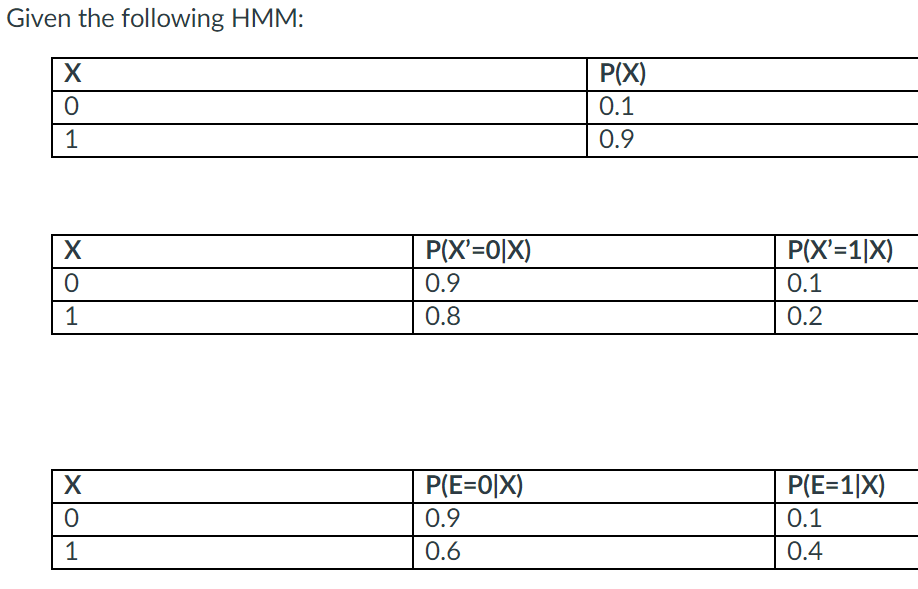 Given the following HMM:
X P(X)
0 0.1
1 0.9
X P(X’=0|X) P(X’=1|X)
0 0.9 0.1
1 0.8 0.2
X P(E=0|X) P(E=1|X)
0 0.9 0.1
1 0.6 0.4